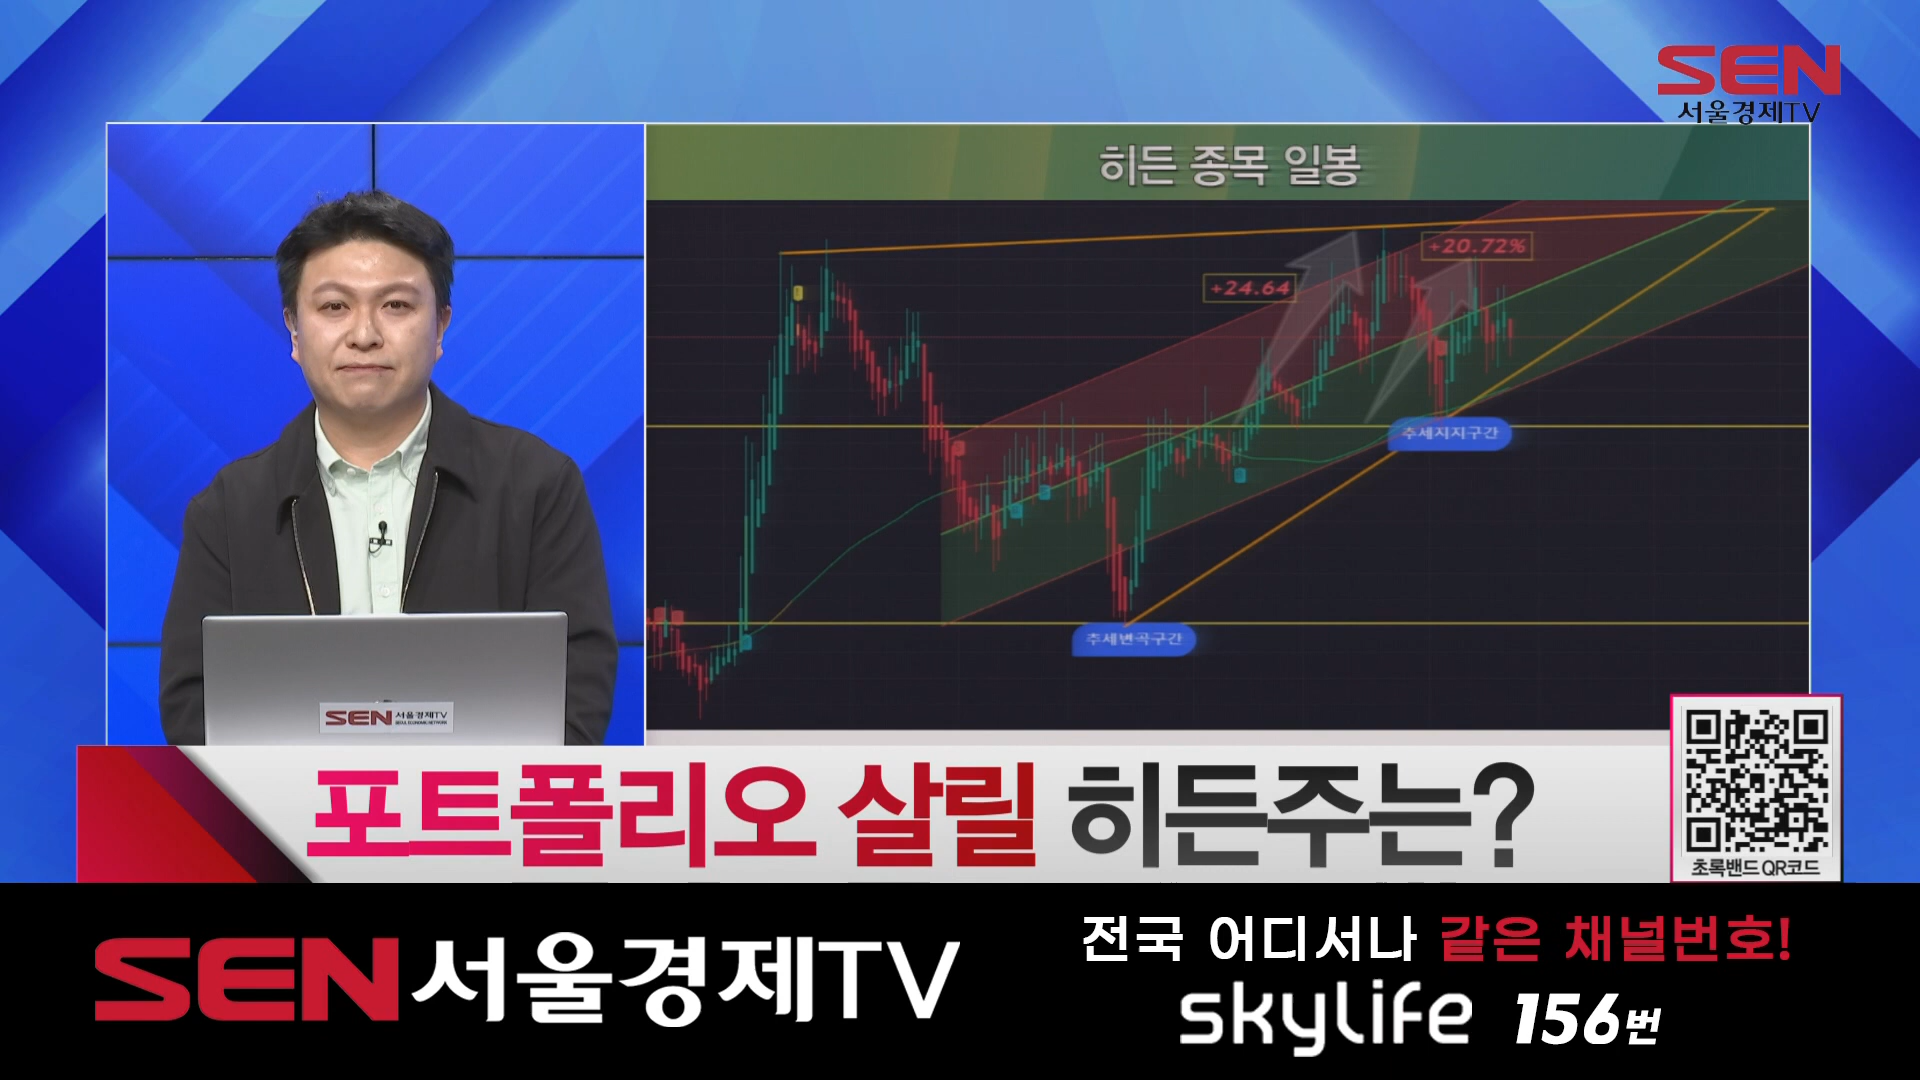 SEN
서울경제TV
히든 종목 일봉
+20.72%
+24.64
추세지지구간
추세변곡구간
SEN 서울경제TV
SEOUL ECONOMIC NETWORK
포트폴리오 살릴 히든주는?
초록밴드 QR코드
SEN 서울경제TV
전국 어디서나 같은 채널번호!
skylife 156번